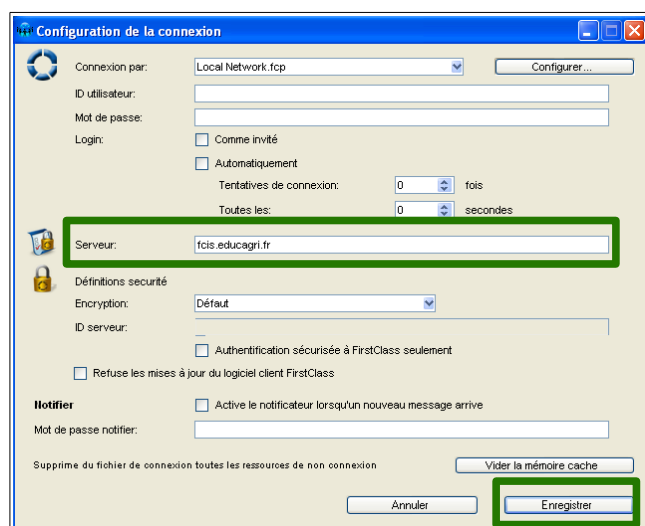 Configuration de la connexion
Connexion par: Local Network.fcp Configurer...
ID utilisateur:
Mot de passe:
Login: Comme invité
Automatiquement
Tentatives de connexion: 0 fois
Toutes les: 0 secondes
Serveur: fcis.educagri.fr
Définitions securité
Encryption: Défaut
ID serveur:
Authentification sécurisée à FirstClass seulement
Refuse les mises à jour du logiciel client FirstClass
Notifier Active le notificateur lorsqu'un nouveau message arrive
Mot de passe notifier:
Supprime du fichier de connexion toutes les ressources de non connexion Vider la mémoire cache
Annuler Enregistrer